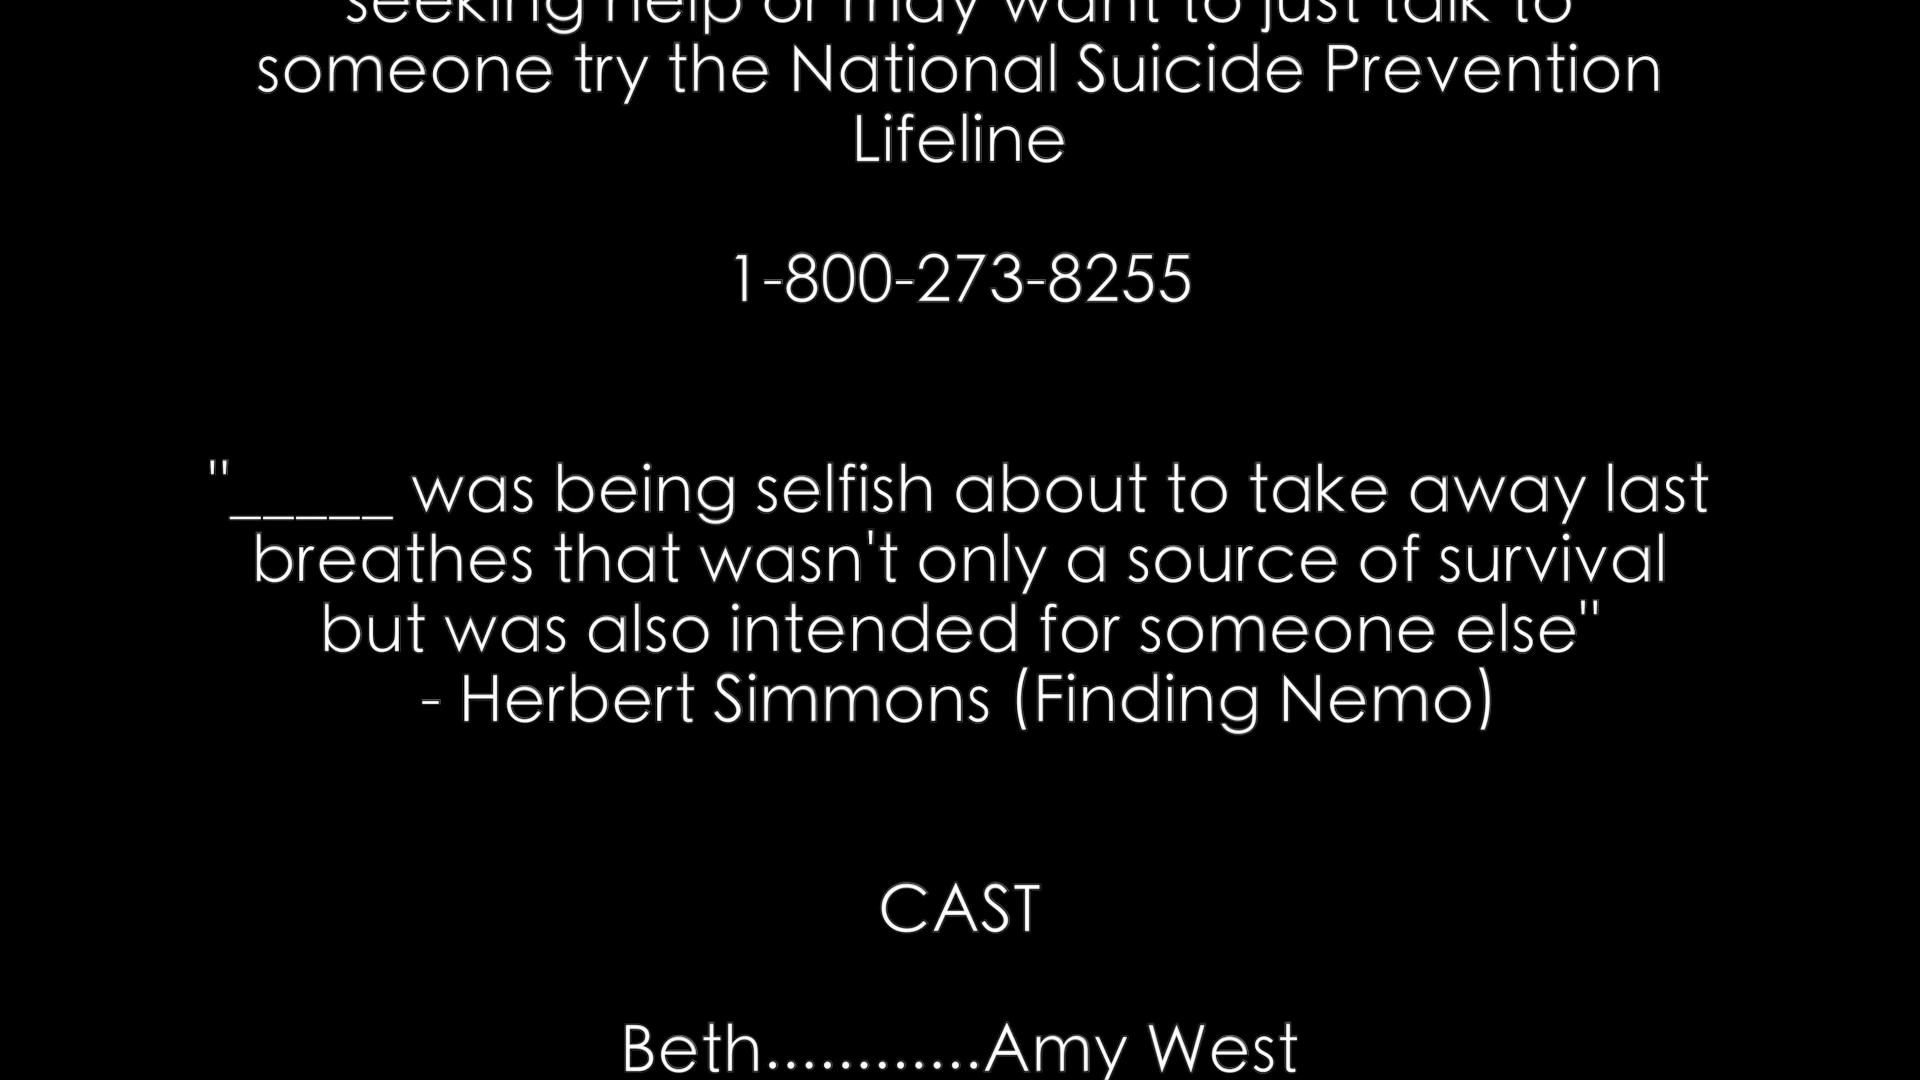 seeking help or may want to just talk to
someone try the National Suicide Prevention
Lifeline
1-800-273-8255
"_____ was being selfish about to take away last
breathes that wasn't only a source of survival
but was also intended for someone else"
- Herbert Simmons (Finding Nemo)
CAST
Beth............Amy West